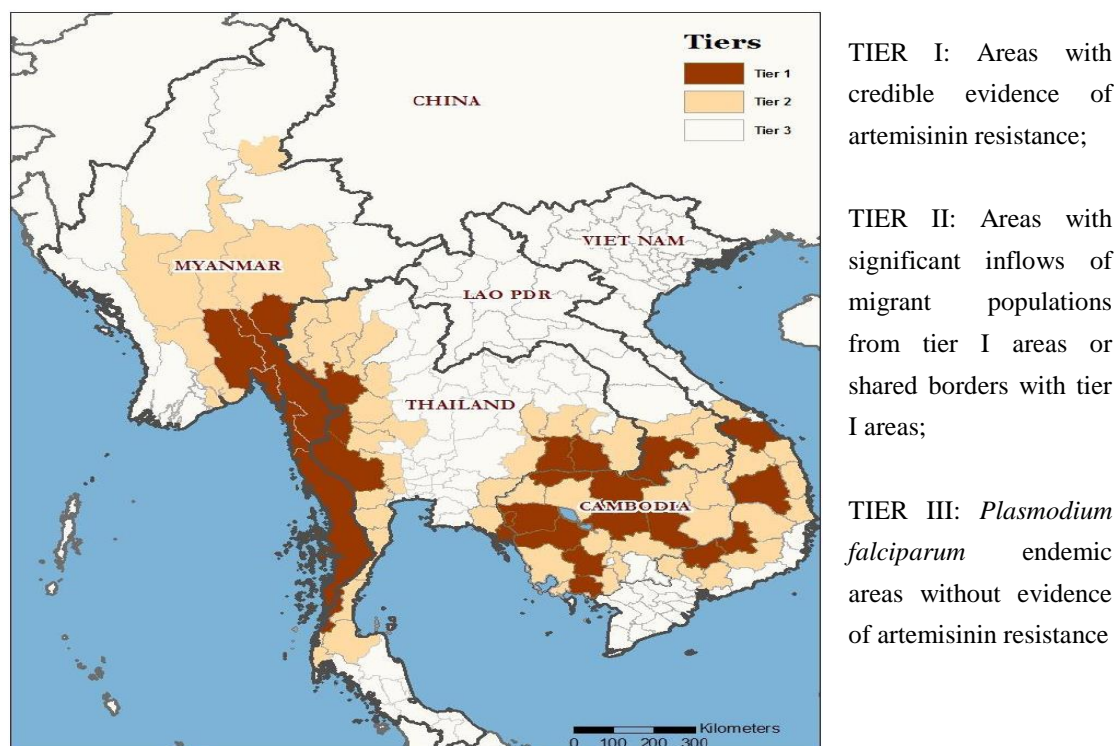 Tiers
Tier 1
Tier 2
Tier 3
CHINA
VIET NAM
MYANMAR
LAO PDR
THAILAND
CAMBODIA
Kilometers
0 100 200 300
TIER I: Areas with
credible evidence of
artemisinin resistance;
TIER II: Areas with
significant inflows of
migrant populations
from tier I areas or
shared borders with tier
I areas;
TIER III: Plasmodium
falciparum endemic
areas without evidence
of artemisinin resistance